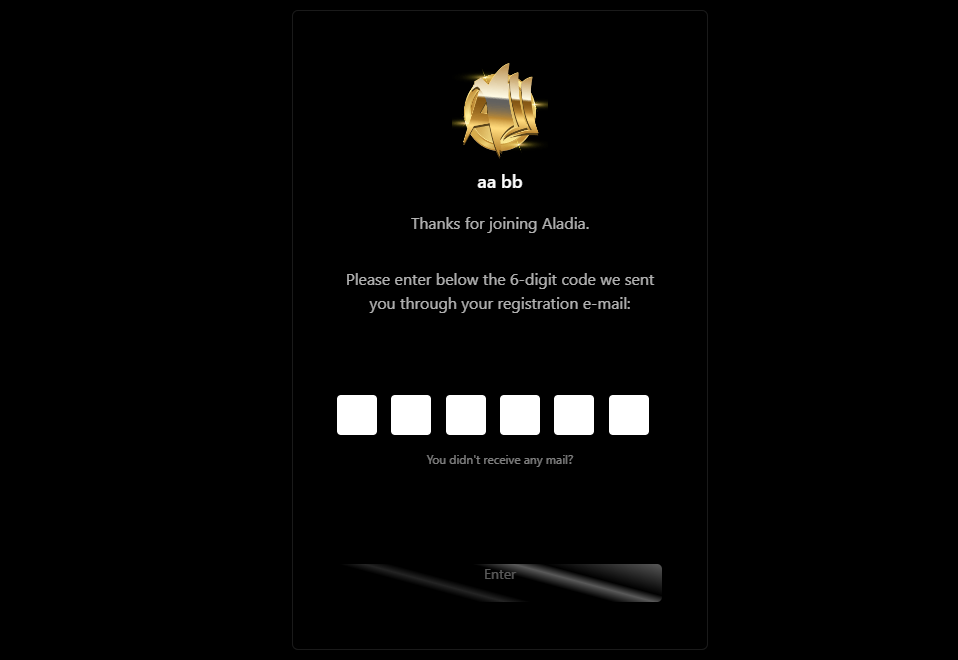 aa bb
Thanks for joining Aladia.
Please enter below the 6-digit code we sent
you through your registration e-mail:
You didn't receive any mail?
Enter